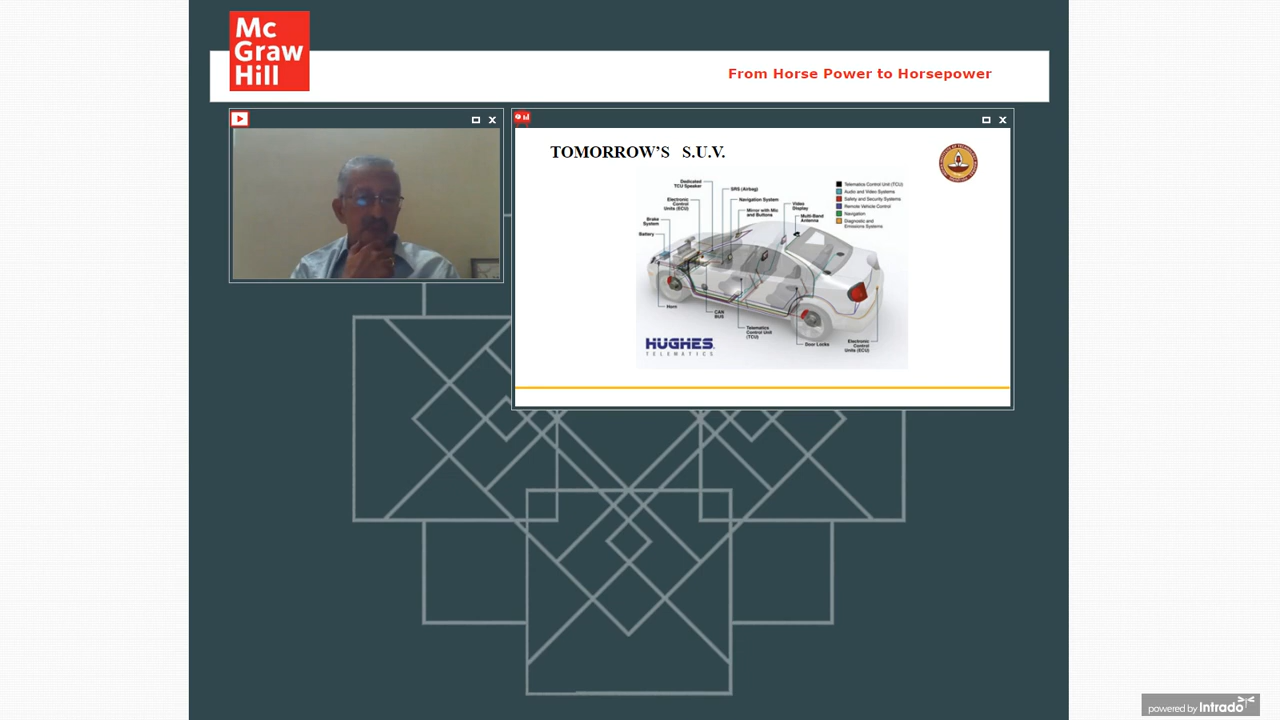 Mc
Graw
Hill
From Horse Power to Horsepower
TOMORROW'S S.U.V.
Dedicated
TCU Speaker
SRS (Airbag)
Electronic
Control
Units (ECU)
Navigation System
Mirror with Mic
and Buttons
Video
Display
Multi-Band
Antenna
Brake
System
Battery
Telematics Control Unit (TCU)
Audio and Video Systems
Safety and Security Systems
Remote Vehicle Control
Navigation
Diagnostic and
Emissions Systems
Horn
CAN
BUS
Telematics
Control Unit
(TCU)
Door Locks
Electronic
Control
Units (ECU)
HUGHES
TELEMATICS
powered by Intrado